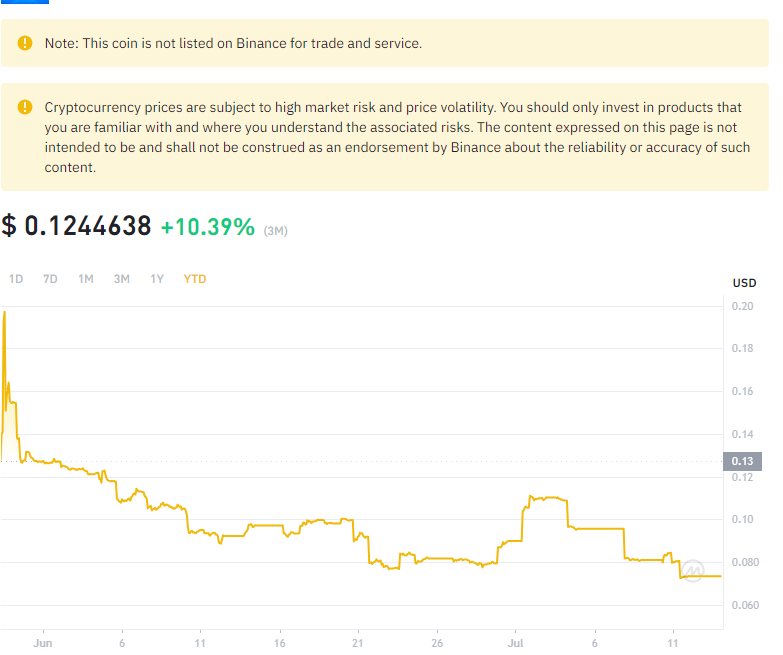 Note: This coin is not listed on Binance for trade and service.
Cryptocurrency prices are subject to high market risk and price volatility. You should only invest in products that
you are familiar with and where you understand the associated risks. The content expressed on this page is not
intended to be and shall not be construed as an endorsement by Binance about the reliability or accuracy of such
content.
$ 0.1244638 +10.39% (3M)
1D 7D 1M 3M 1Y YTD
USD
0.20
0.18
0.16
0.14
0.13
0.12
0.10
0.080
0.060
Jun 6 11 16 21 26 Jul 6 11